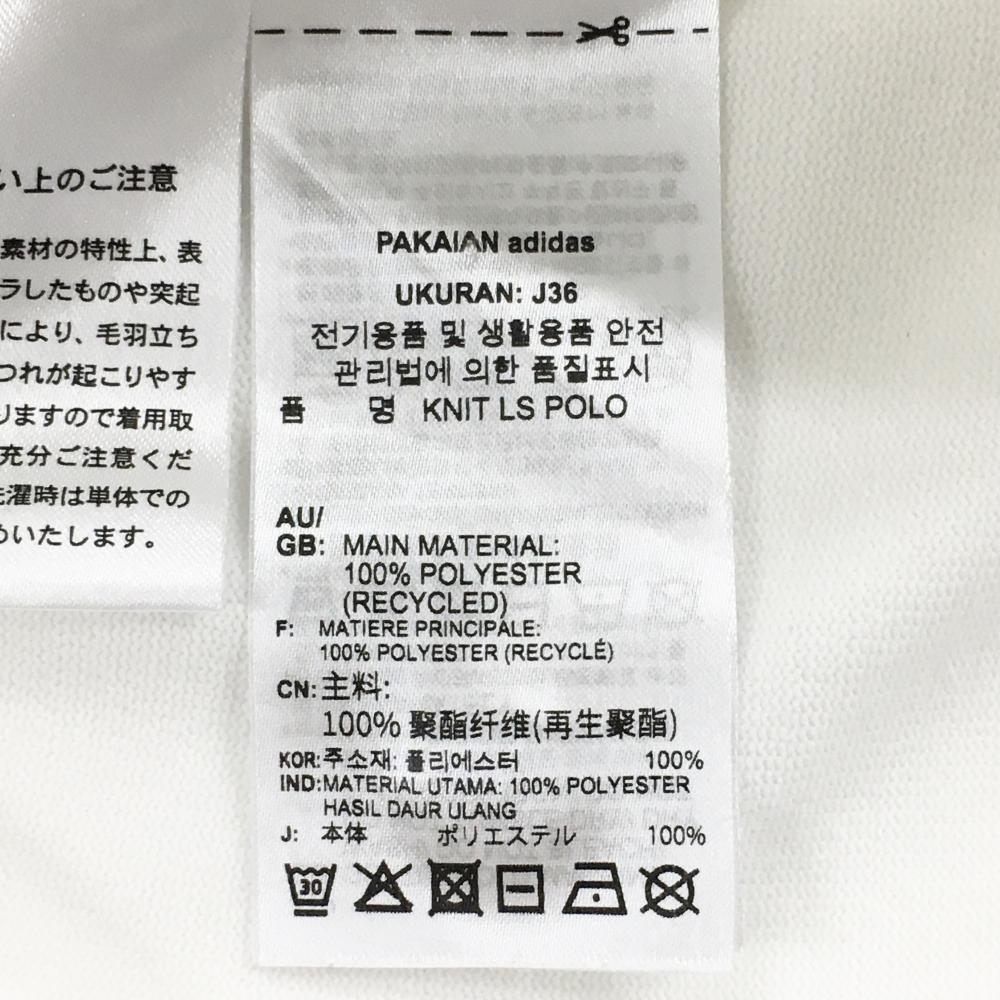 い上のご注意
素材の特性上、表
ラしたものや突起
により、毛羽立ち
つれが起こりやす
りますので着用取
充分ご注意くだ
洗濯時は単体での
めいたします。
PAKAIAN adidas
UKURAN: J36
전기용품 및 생활용품 안전
관리법에 의한 품질표시
품 명 KNIT LS POLO
AU/
GB: MAIN MATERIAL:
100% POLYESTER
(RECYCLED)
F: MATIERE PRINCIPALE:
100% POLYESTER (RECYCLÉ)
CN: 主料:
100% 聚酯纤维(再生聚酯)
KOR: 주소재: 폴리에스터 100%
IND: MATERIAL UTAMA: 100% POLYESTER
HASIL DAUR ULANG
J: 本体 ポリエステル 100%
30